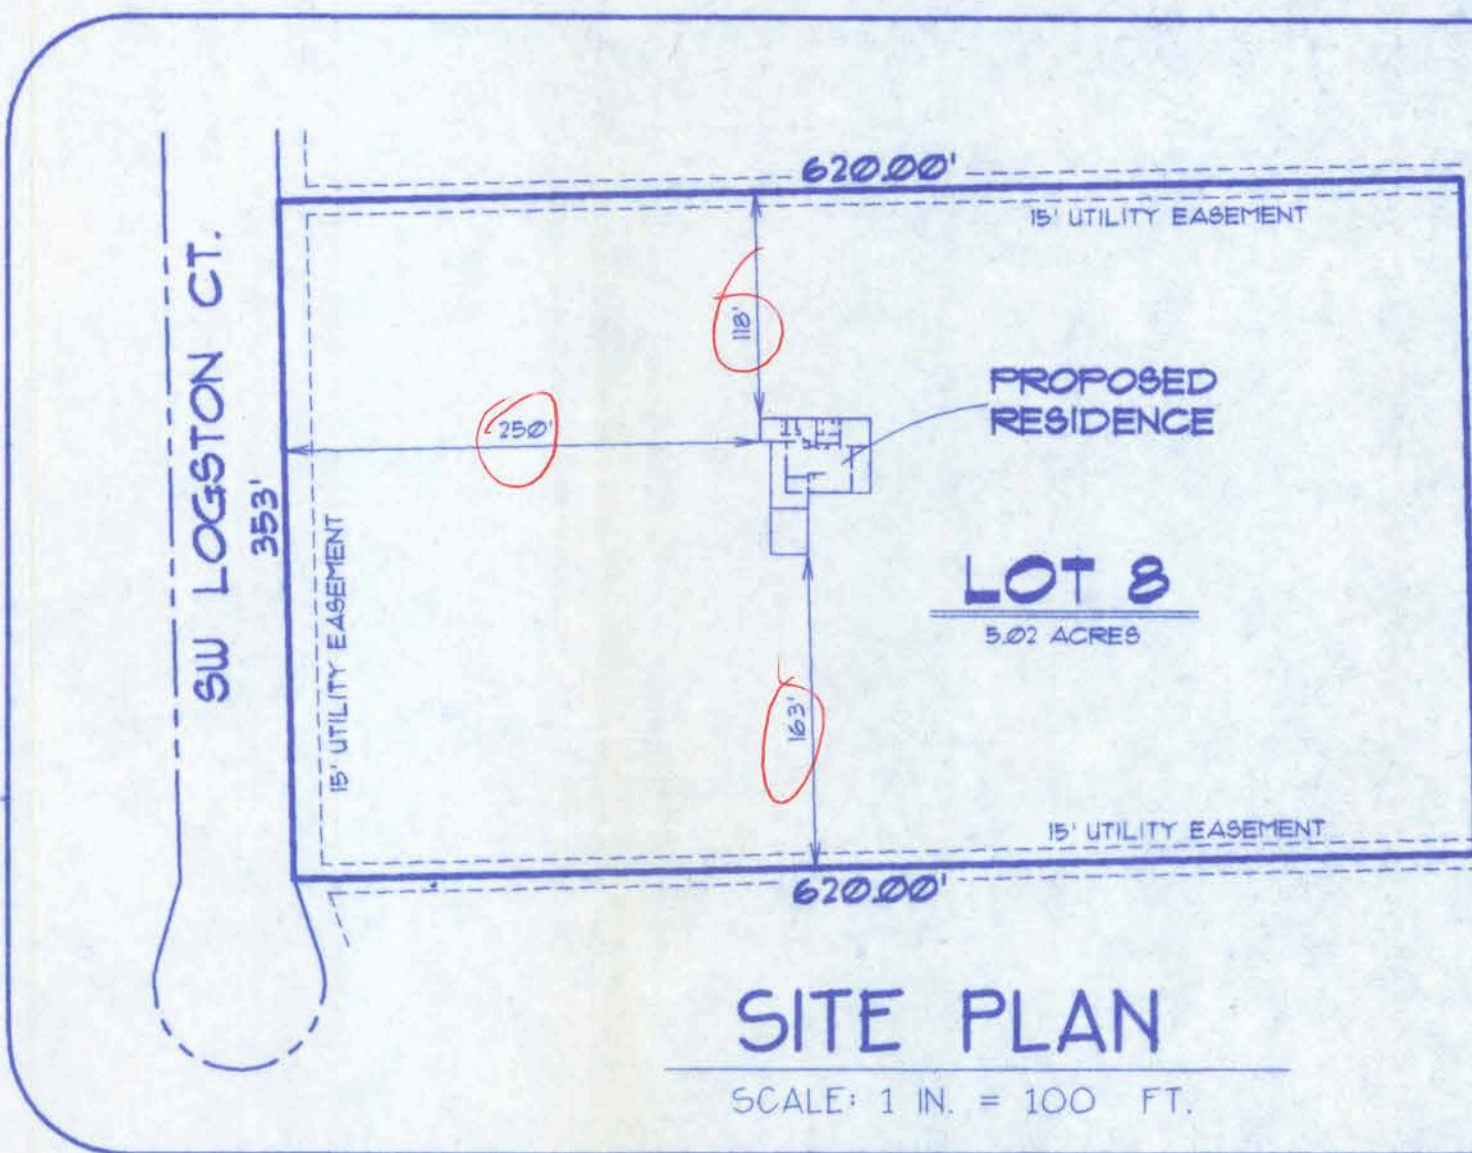 620.00'
15' UTILITY EASEMENT
SW LOGSTON CT.
353'
118'
250'
PROPOSED
RESIDENCE
15' UTILITY EASEMENT
LOT 8
5.02 ACRES
163'
15' UTILITY EASEMENT
620.00'
SITE PLAN
SCALE: 1 IN. = 100 FT.